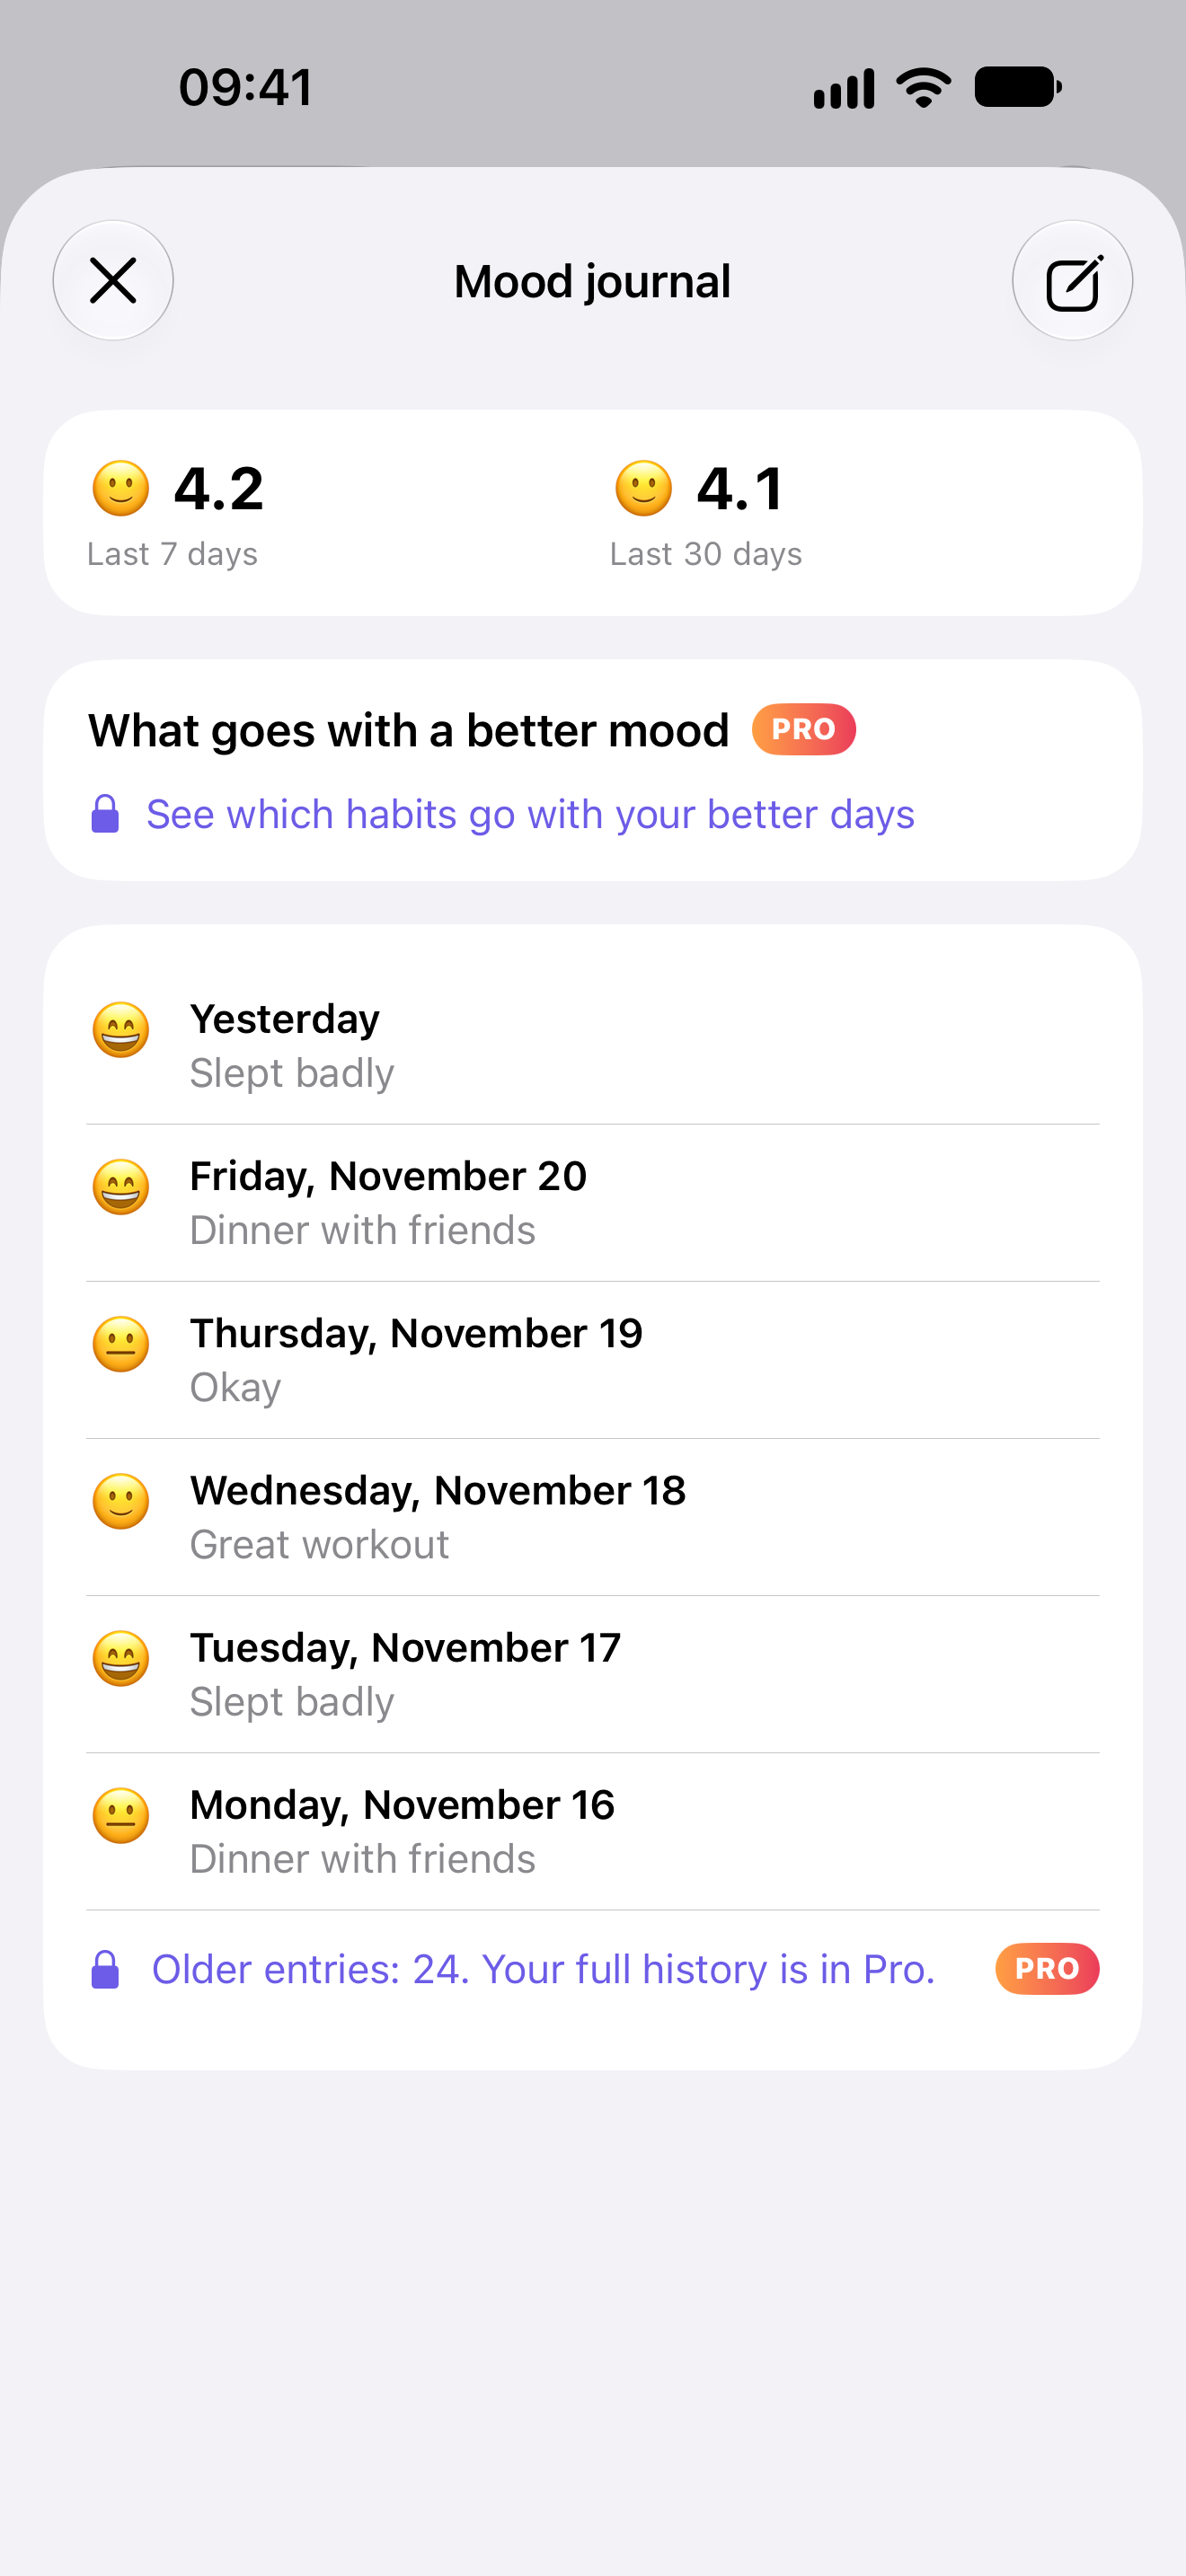 09:41
Mood journal
4.2
4.1
Last 7 days
Last 30 days
What goes with a better mood PRO
See which habits go with your better days
Yesterday
Slept badly
Friday, November 20
Dinner with friends
Thursday, November 19
Okay
Wednesday, November 18
Great workout
Tuesday, November 17
Slept badly
Monday, November 16
Dinner with friends
Older entries: 24. Your full history is in Pro. PRO